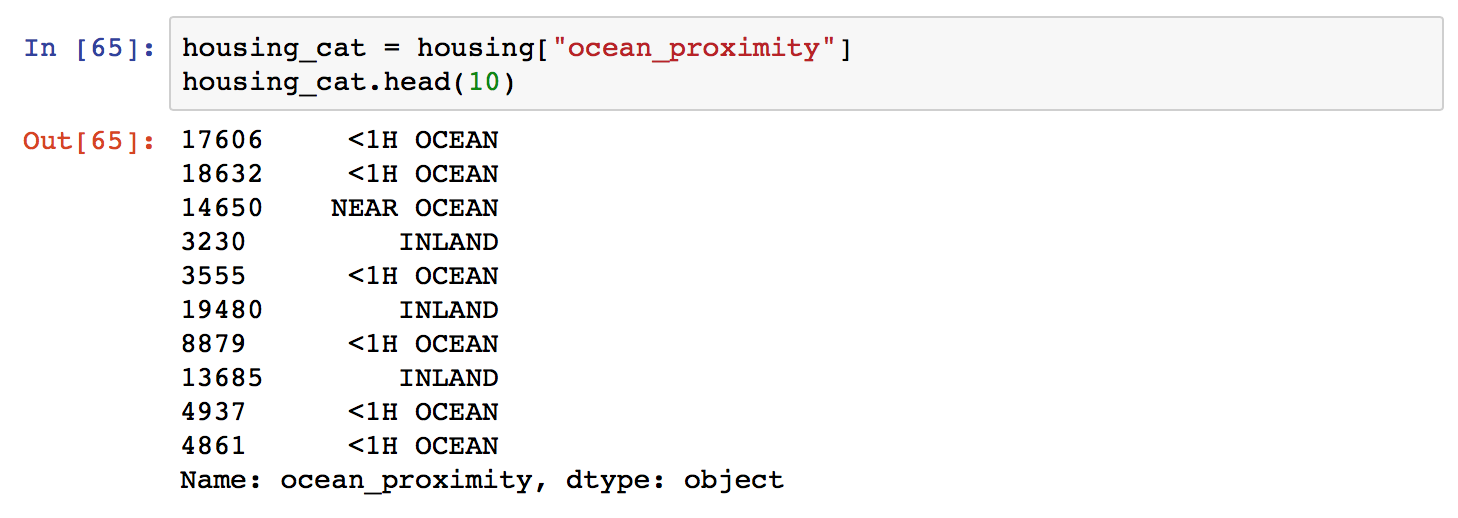 In [65]: housing_cat = housing["ocean_proximity"]
housing_cat.head(10)
Out[65]: 17606 <1H OCEAN
18632 <1H OCEAN
14650 NEAR OCEAN
3230 INLAND
3555 <1H OCEAN
19480 INLAND
8879 <1H OCEAN
13685 INLAND
4937 <1H OCEAN
4861 <1H OCEAN
Name: ocean_proximity, dtype: object